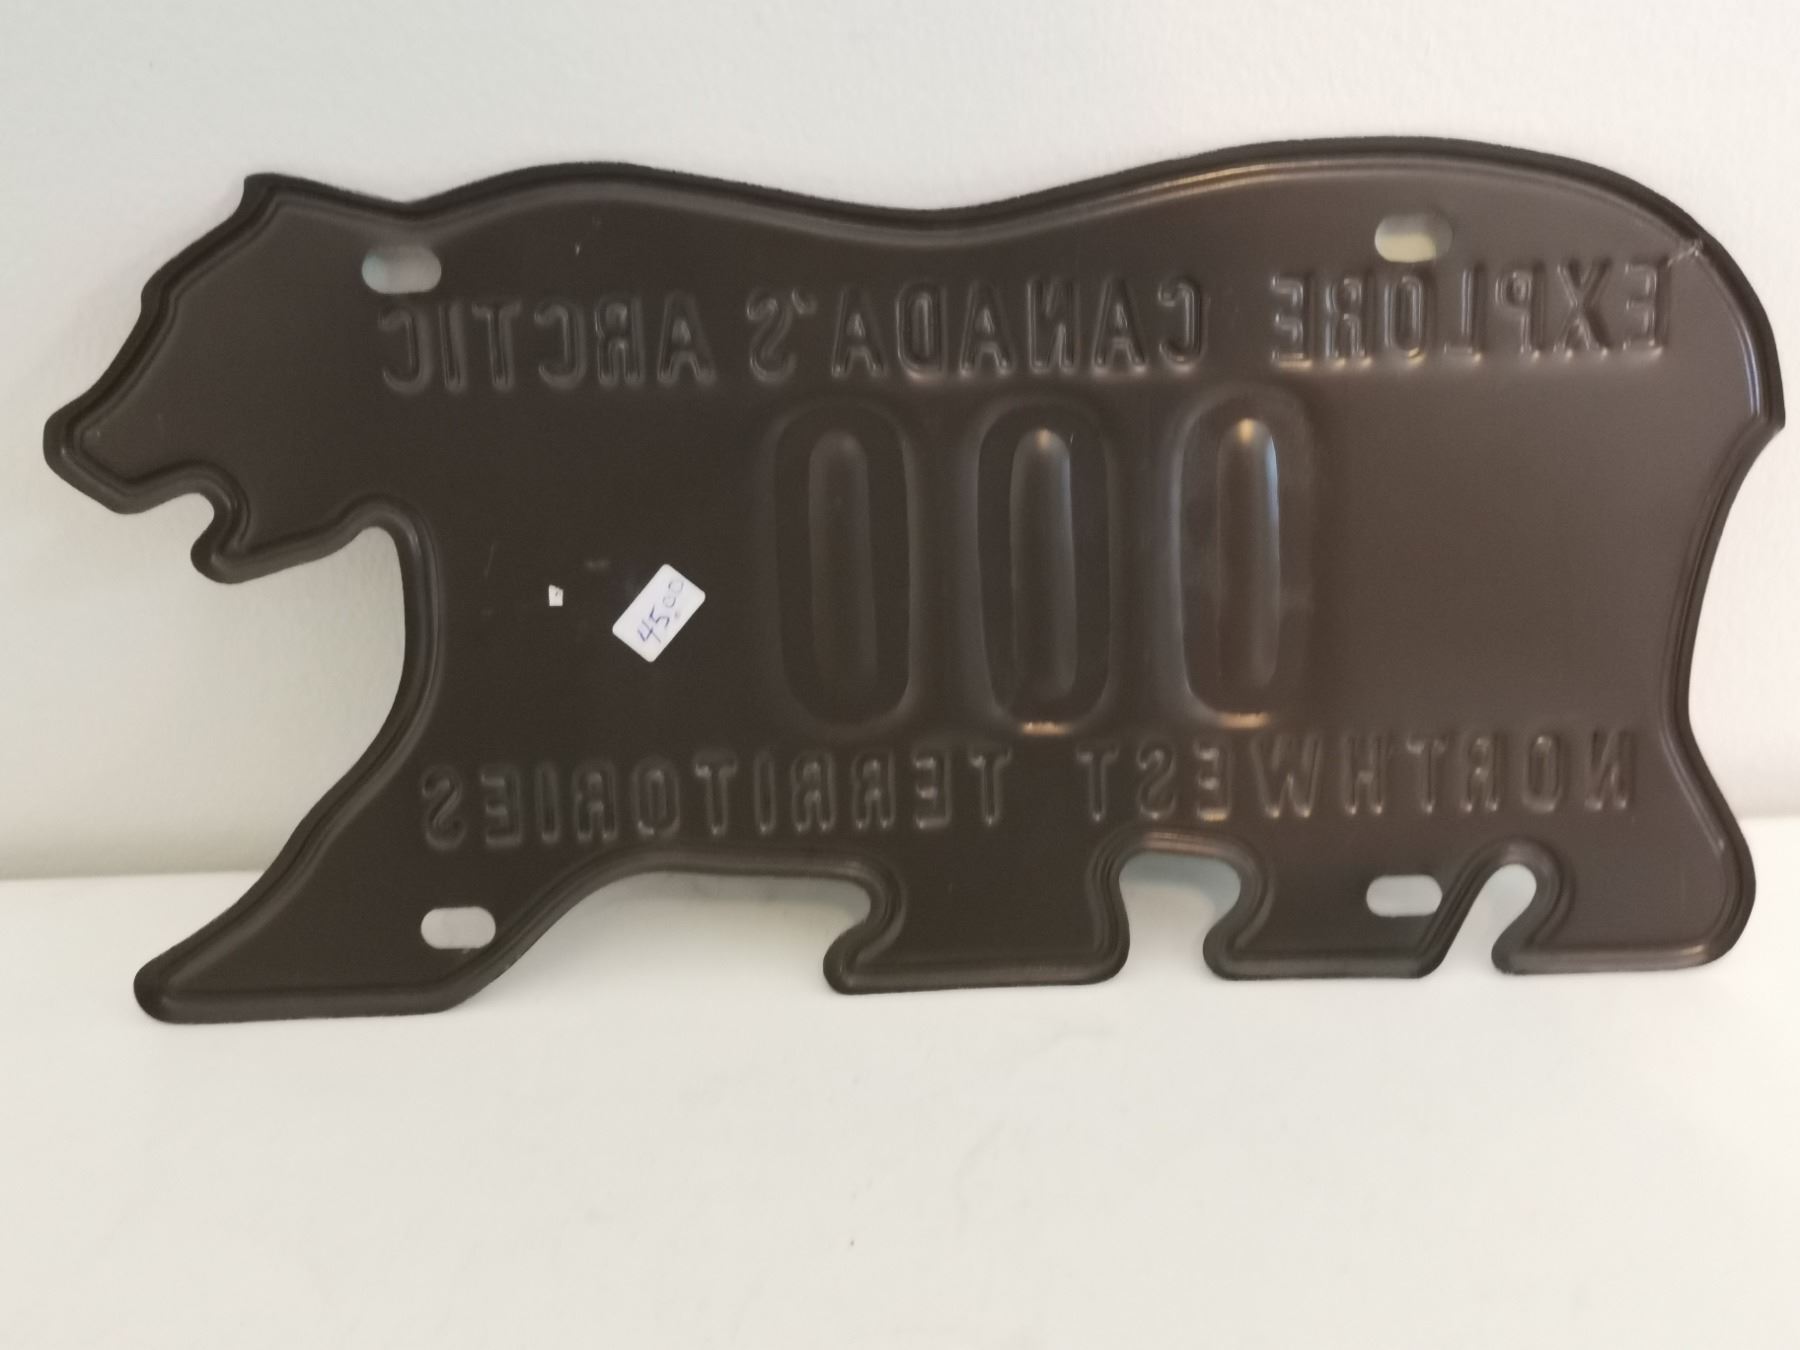 EXPLORE CANADA'S ARCTIC
000
45.00
NORTHWEST TERRITORIES